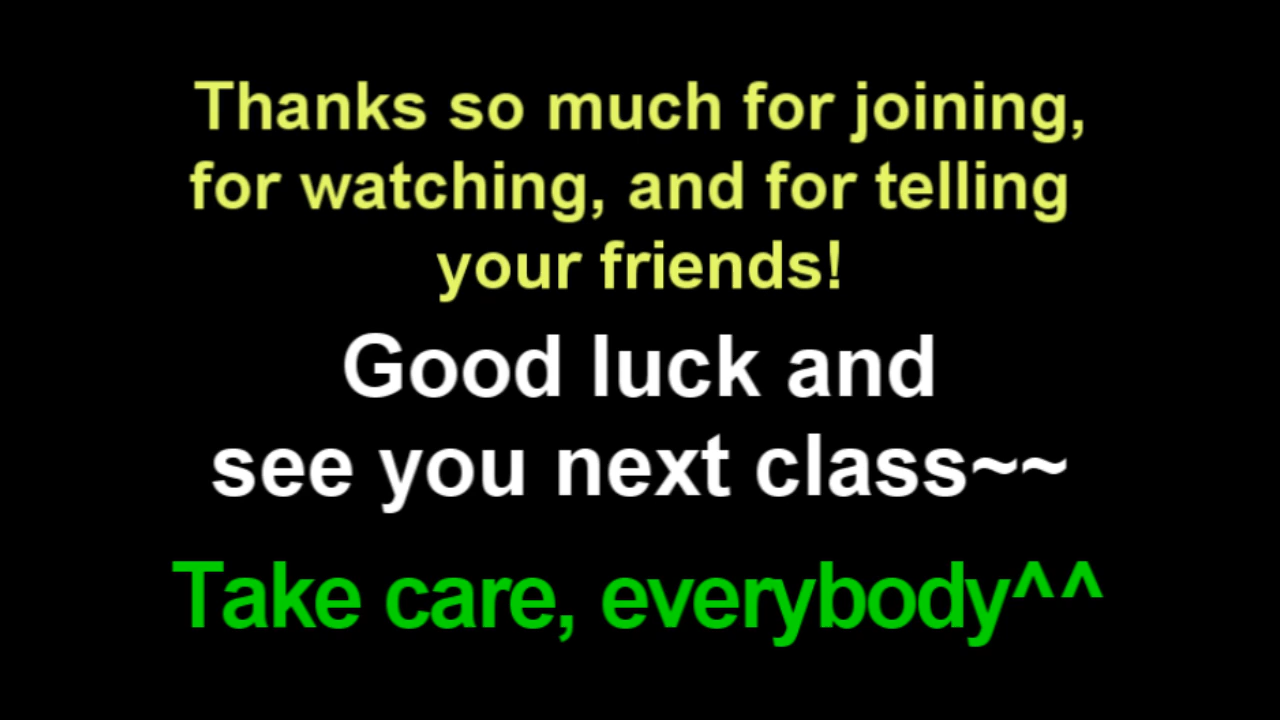 Thanks so much for joining,
for watching, and for telling
your friends!
Good luck and
see you next class~~
Take care, everybody^^